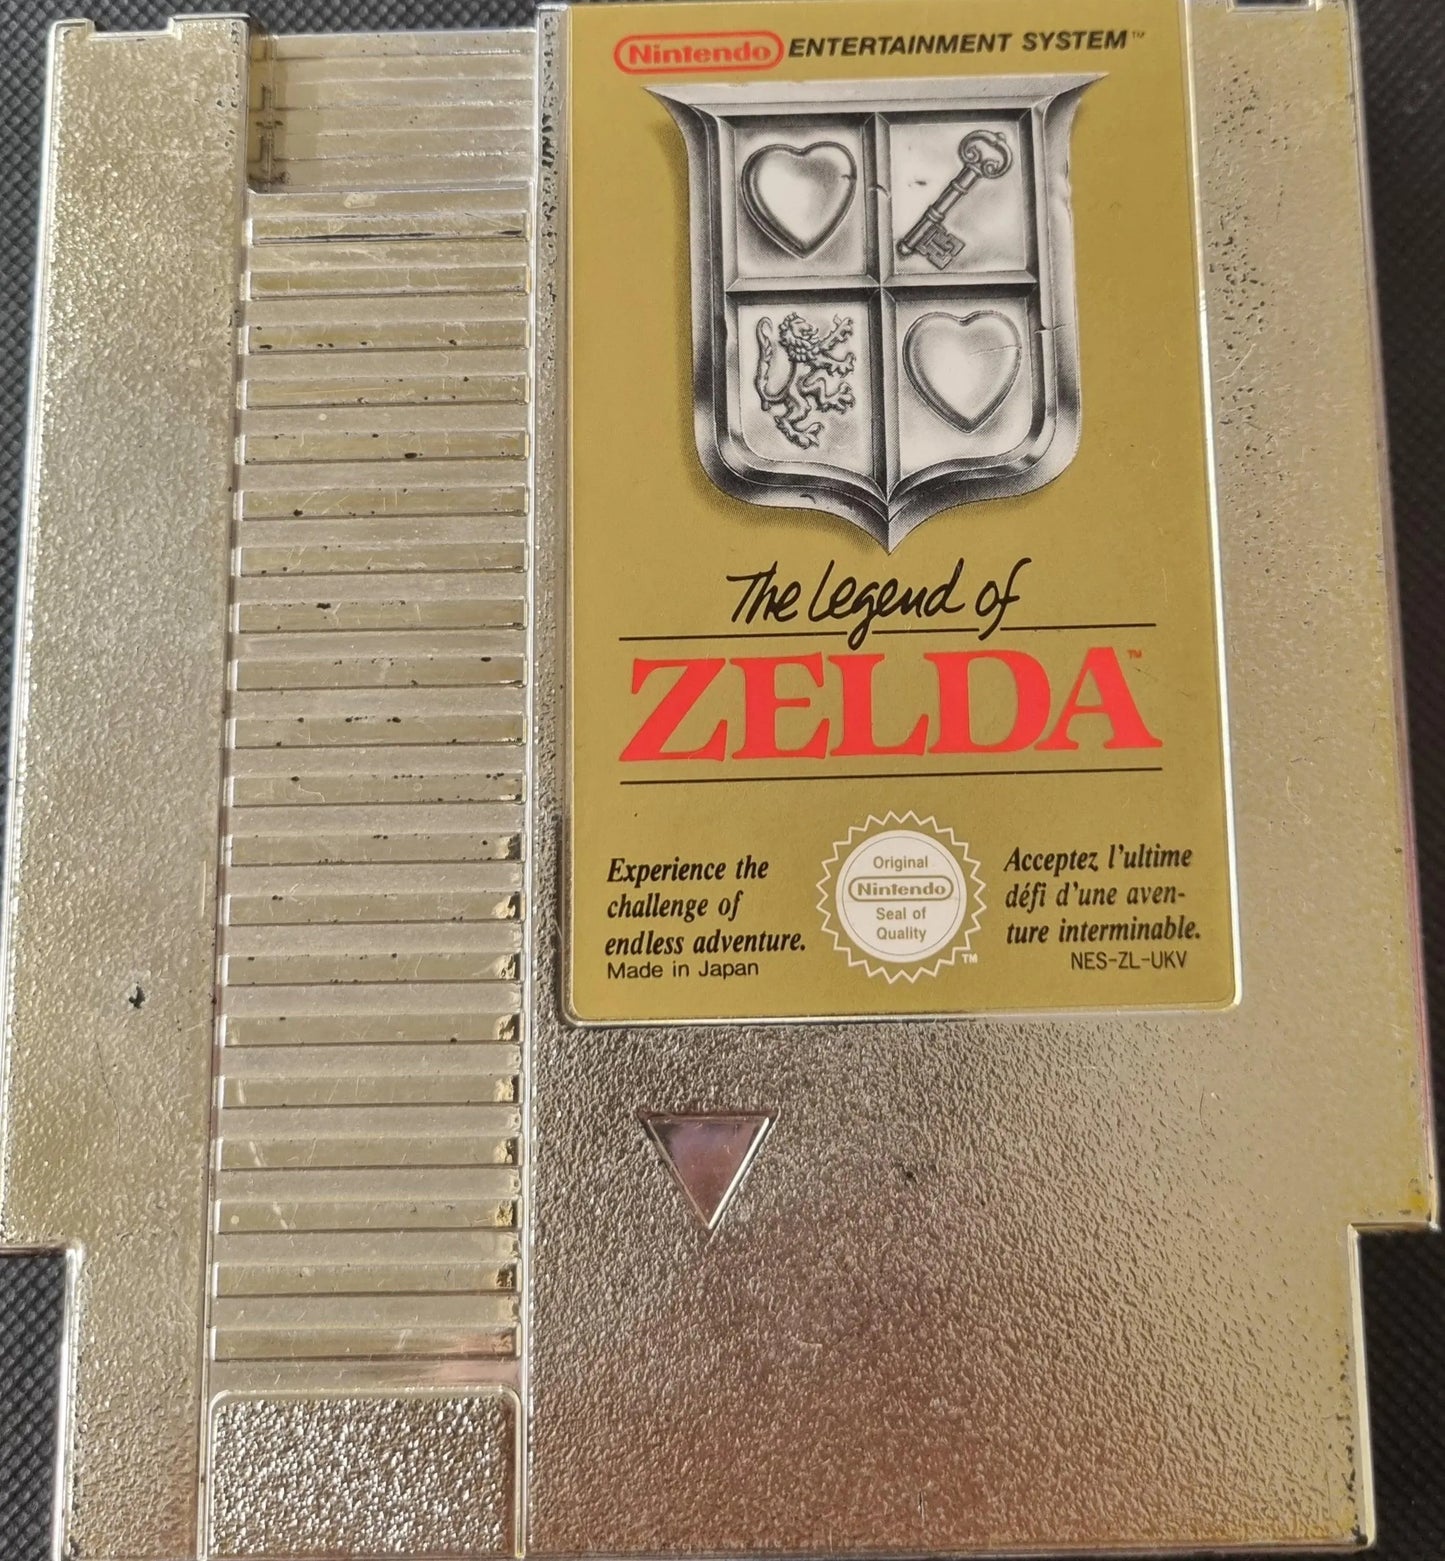 Nintendo ENTERTAINMENT SYSTEM™
The Legend of
ZELDA™
Experience the
challenge of
endless adventure.
Made in Japan
Original
Nintendo
Seal of
Quality
TM
Acceptez l'ultime
défi d'une aven-
ture interminable.
NES-ZL-UKV